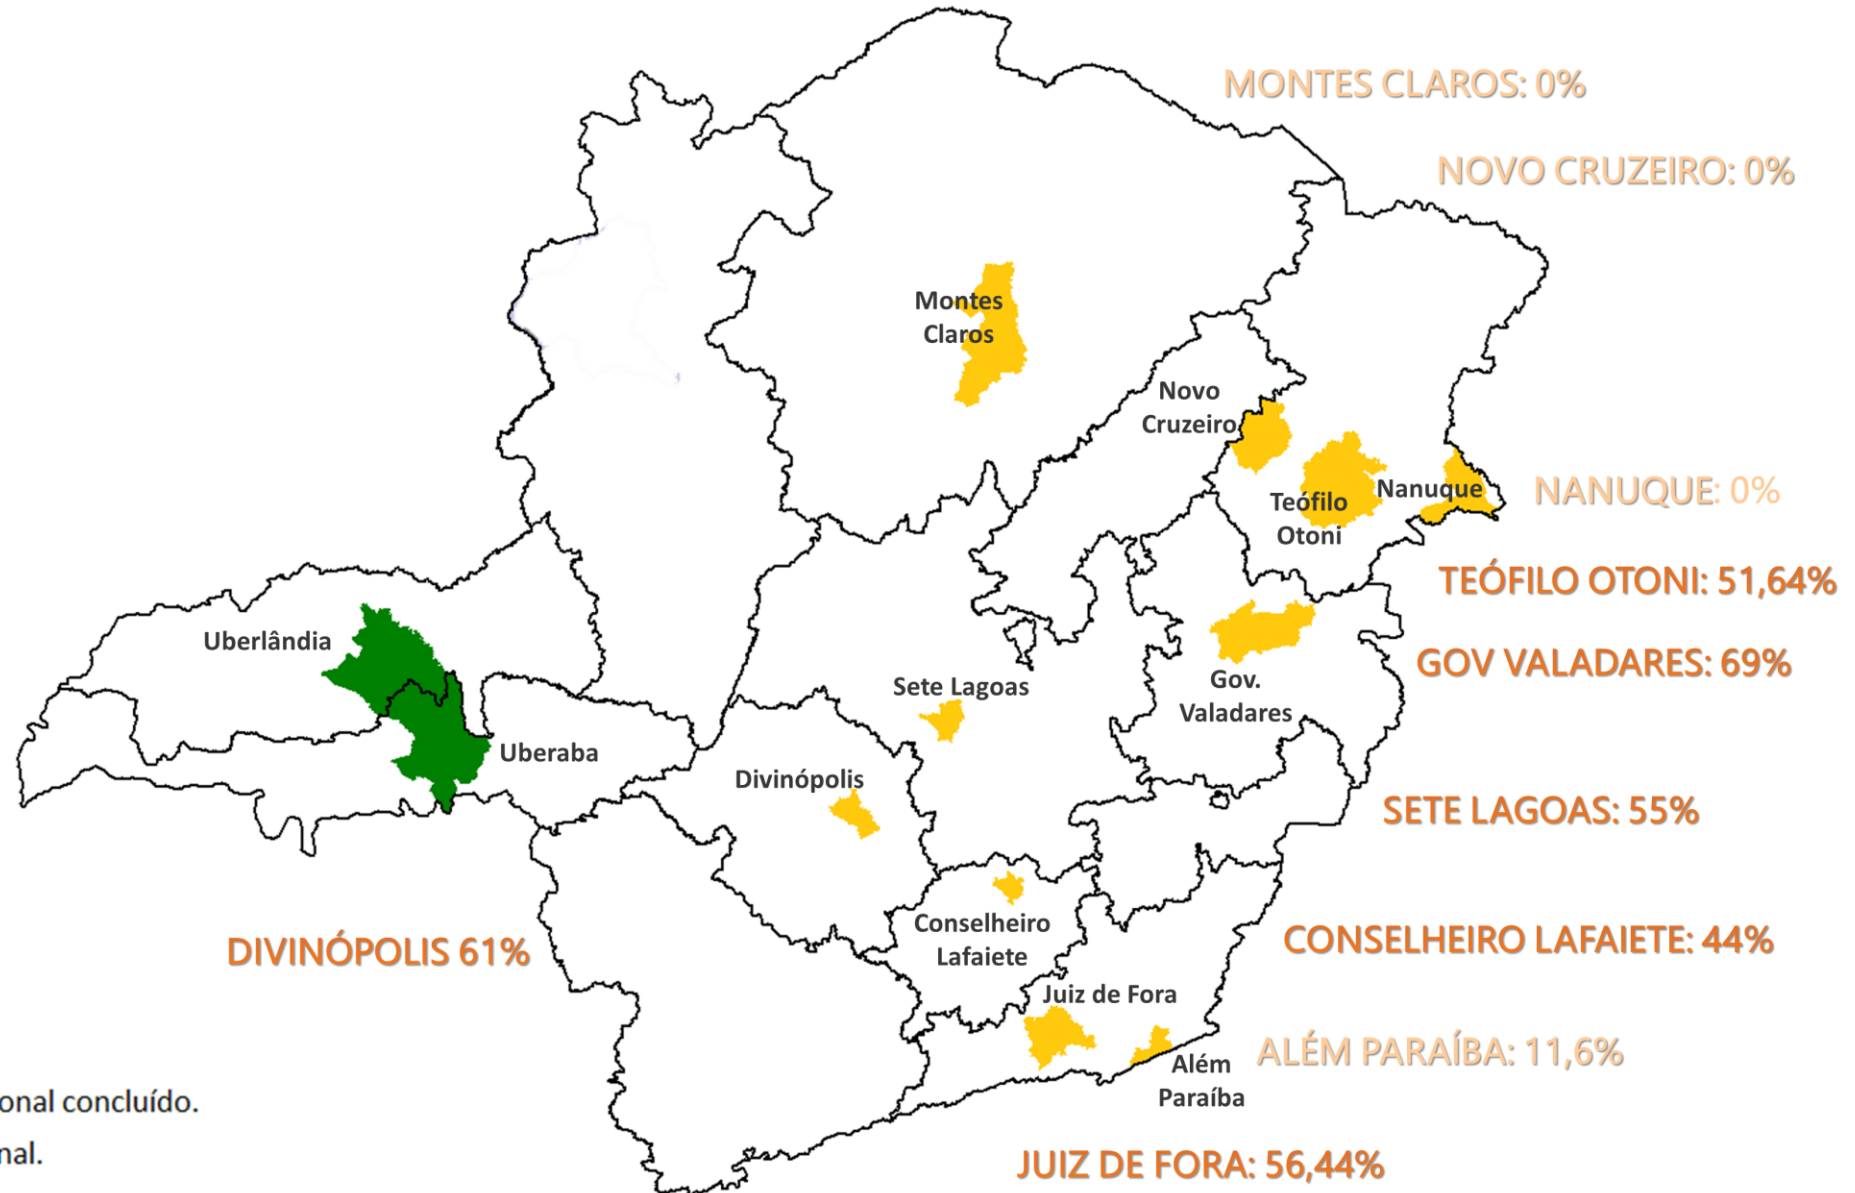 MONTES CLAROS: 0%
NOVO CRUZEIRO: 0%
Montes
Claros
Novo
Cruzeiro
Teófilo
Otoni
Nanuque
NANUQUE: 0%
TEÓFILO OTONI: 51,64%
Uberlândia
GOV VALADARES: 69%
Gov.
Valadares
Sete Lagoas
Uberaba
Divinópolis
SETE LAGOAS: 55%
Conselheiro
Lafaiete
DIVINÓPOLIS 61%
CONSELHEIRO LAFAIETE: 44%
Juiz de Fora
Além
Paraíba
ALÉM PARAÍBA: 11,6%
onal concluído.
nal.
JUIZ DE FORA: 56,44%